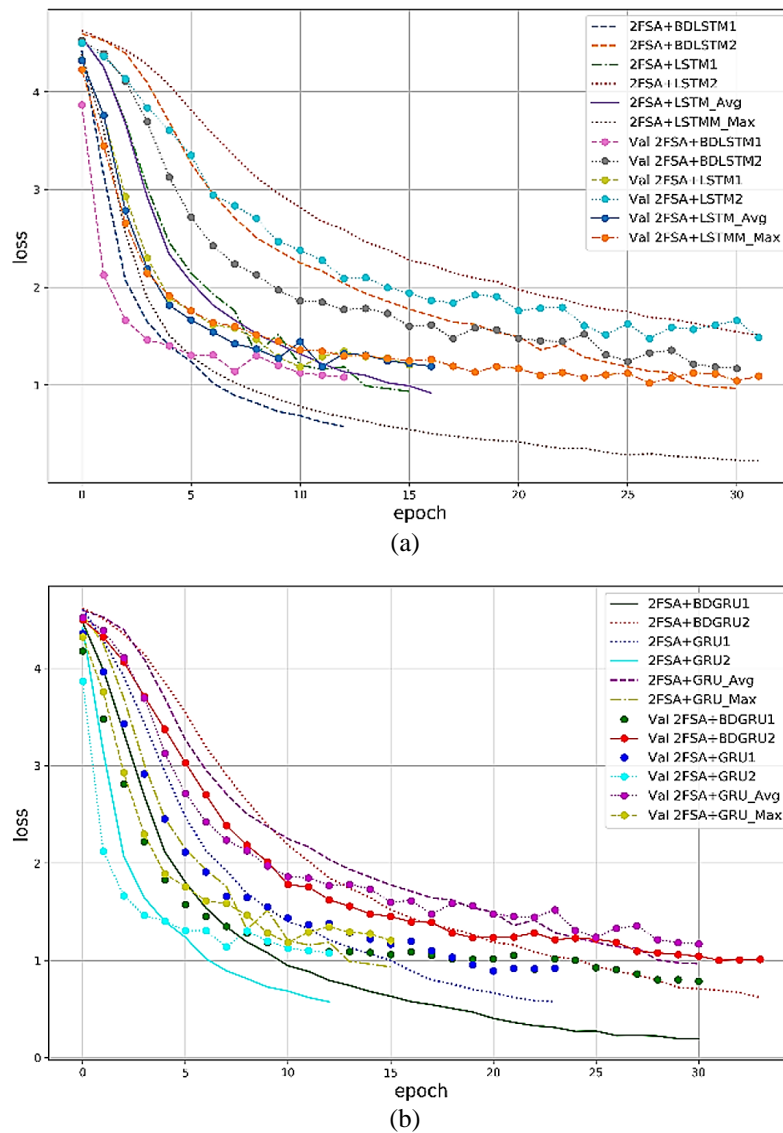 2FSA+BDLSTM1
2FSA+BDLSTM2
2FSA+LSTM1
2FSA+LSTM2
2FSA+LSTM_Avg
2FSA+LSTMM_Max
Val 2FSA+BDLSTM1
Val 2FSA+BDLSTM2
Val 2FSA+LSTM1
Val 2FSA+LSTM2
Val 2FSA+LSTM_Avg
Val 2FSA+LSTMM_Max
4
3
2
1
loss
0 5 10 15 20 25 30
epoch
(a)
2FSA+BDGRU1
2FSA+BDGRU2
2FSA+GRU1
2FSA+GRU2
2FSA+GRU_Avg
2FSA+GRU_Max
Val 2FSA+BDGRU1
Val 2FSA+BDGRU2
Val 2FSA+GRU1
Val 2FSA+GRU2
Val 2FSA+GRU_Avg
Val 2FSA+GRU_Max
4
3
2
1
0
loss
0 5 10 15 20 25 30
epoch
(b)